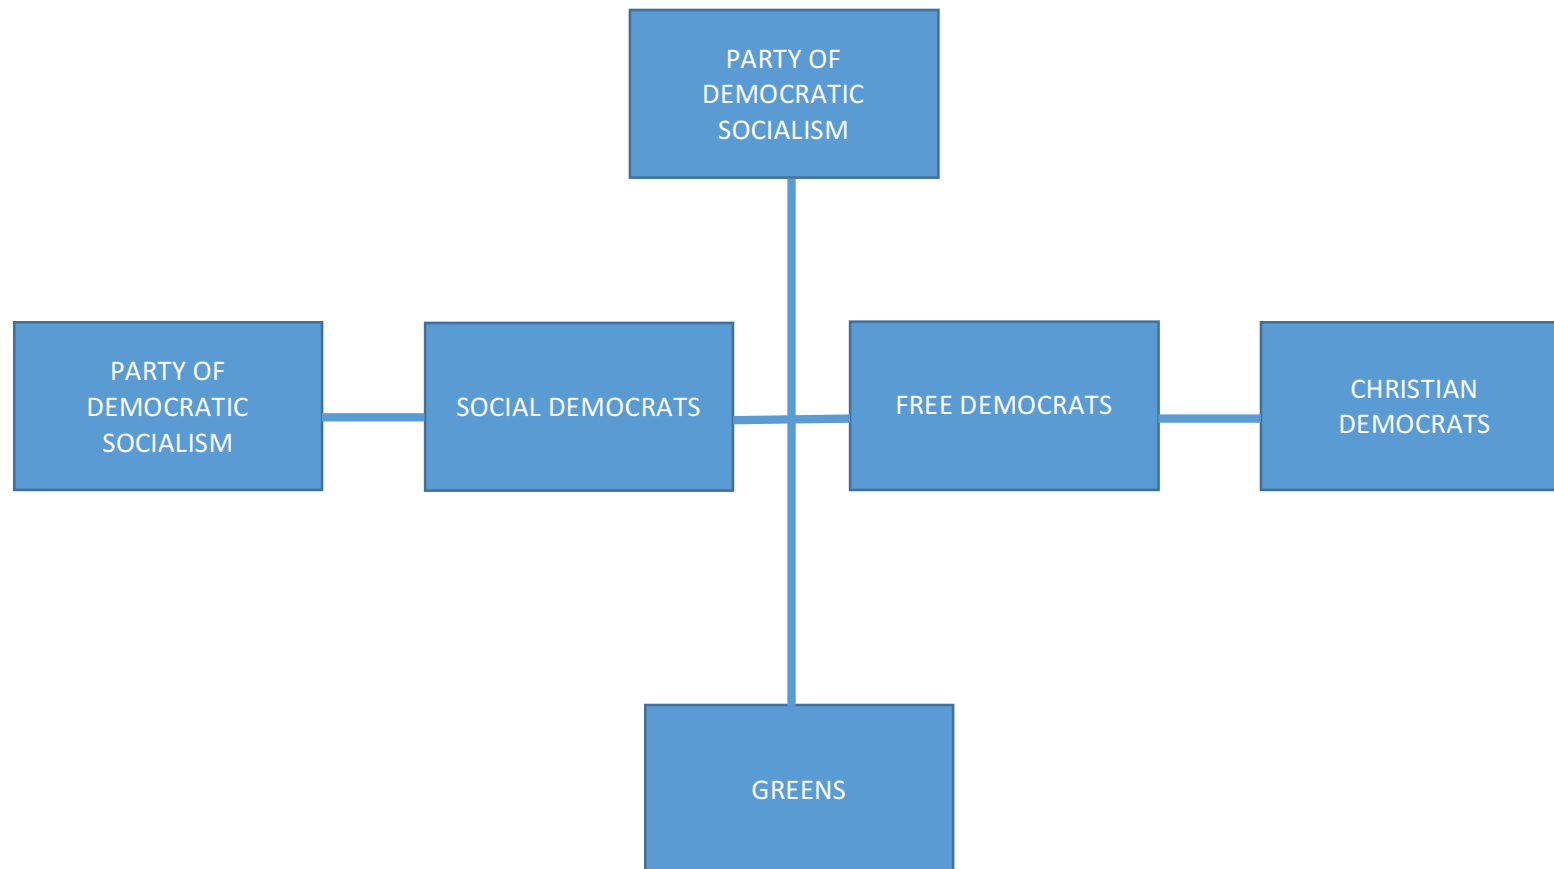 PARTY OF
DEMOCRATIC
SOCIALISM
PARTY OF
DEMOCRATIC
SOCIALISM
SOCIAL DEMOCRATS
FREE DEMOCRATS
CHRISTIAN
DEMOCRATS
GREENS